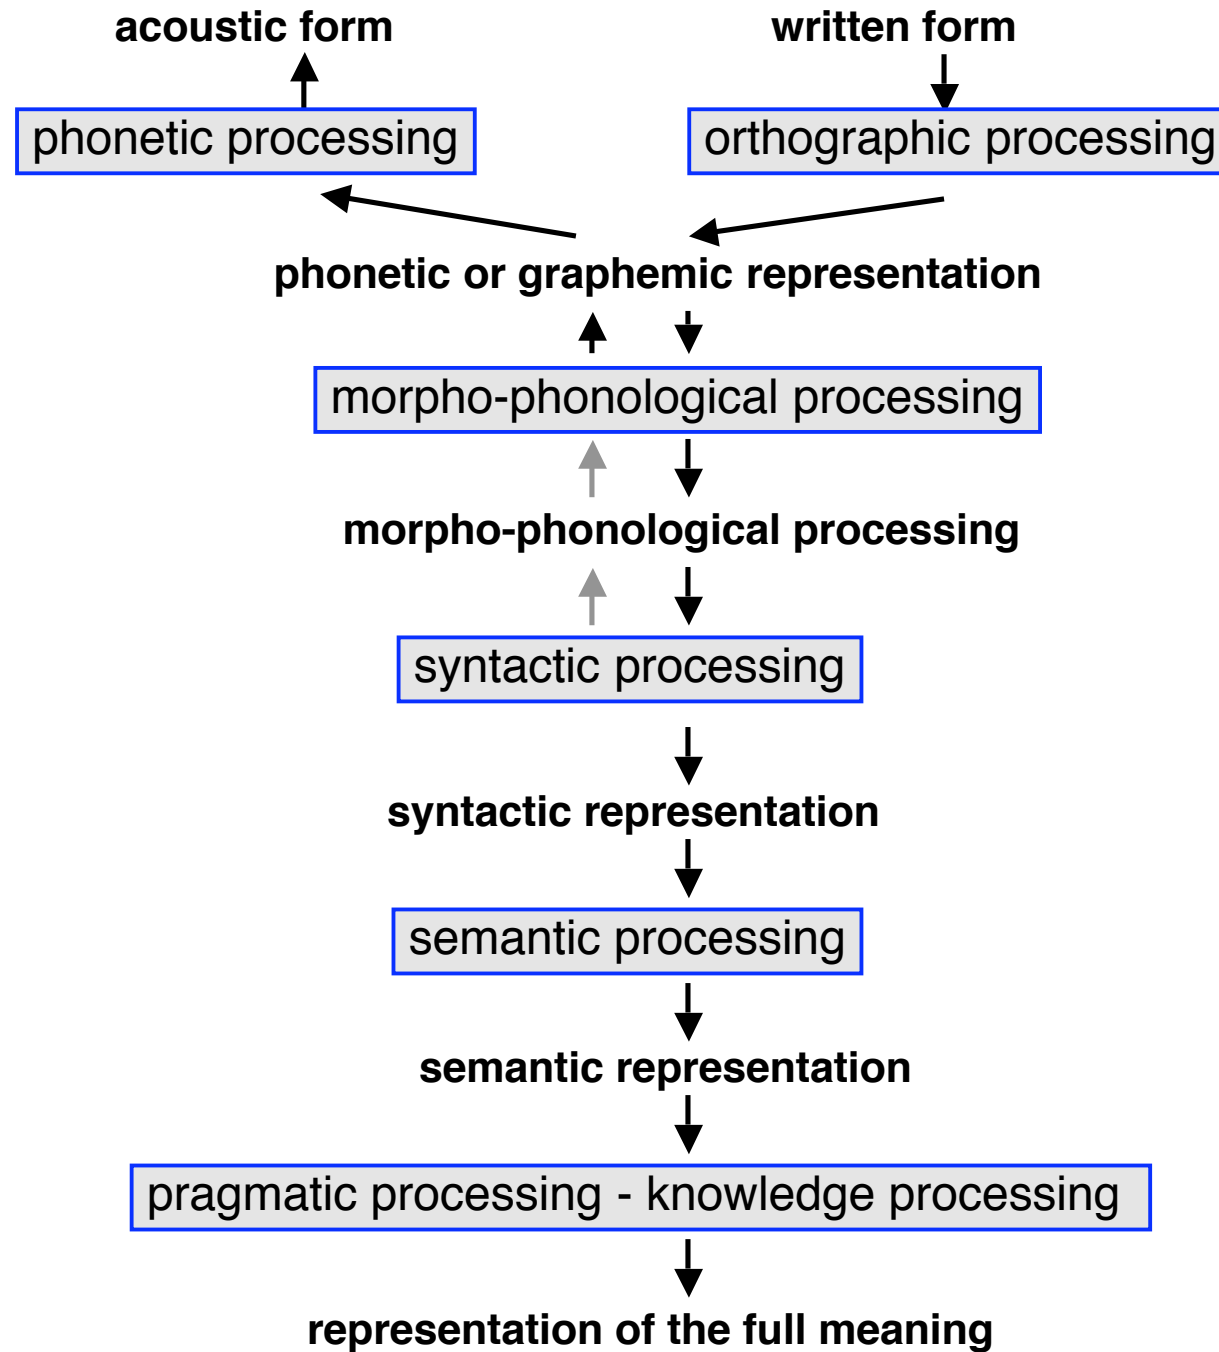 acoustic form
written form
phonetic processing
orthographic processing
phonetic or graphemic representation
morpho-phonological processing
morpho-phonological processing
syntactic processing
syntactic representation
semantic processing
semantic representation
pragmatic processing - knowledge processing
representation of the full meaning